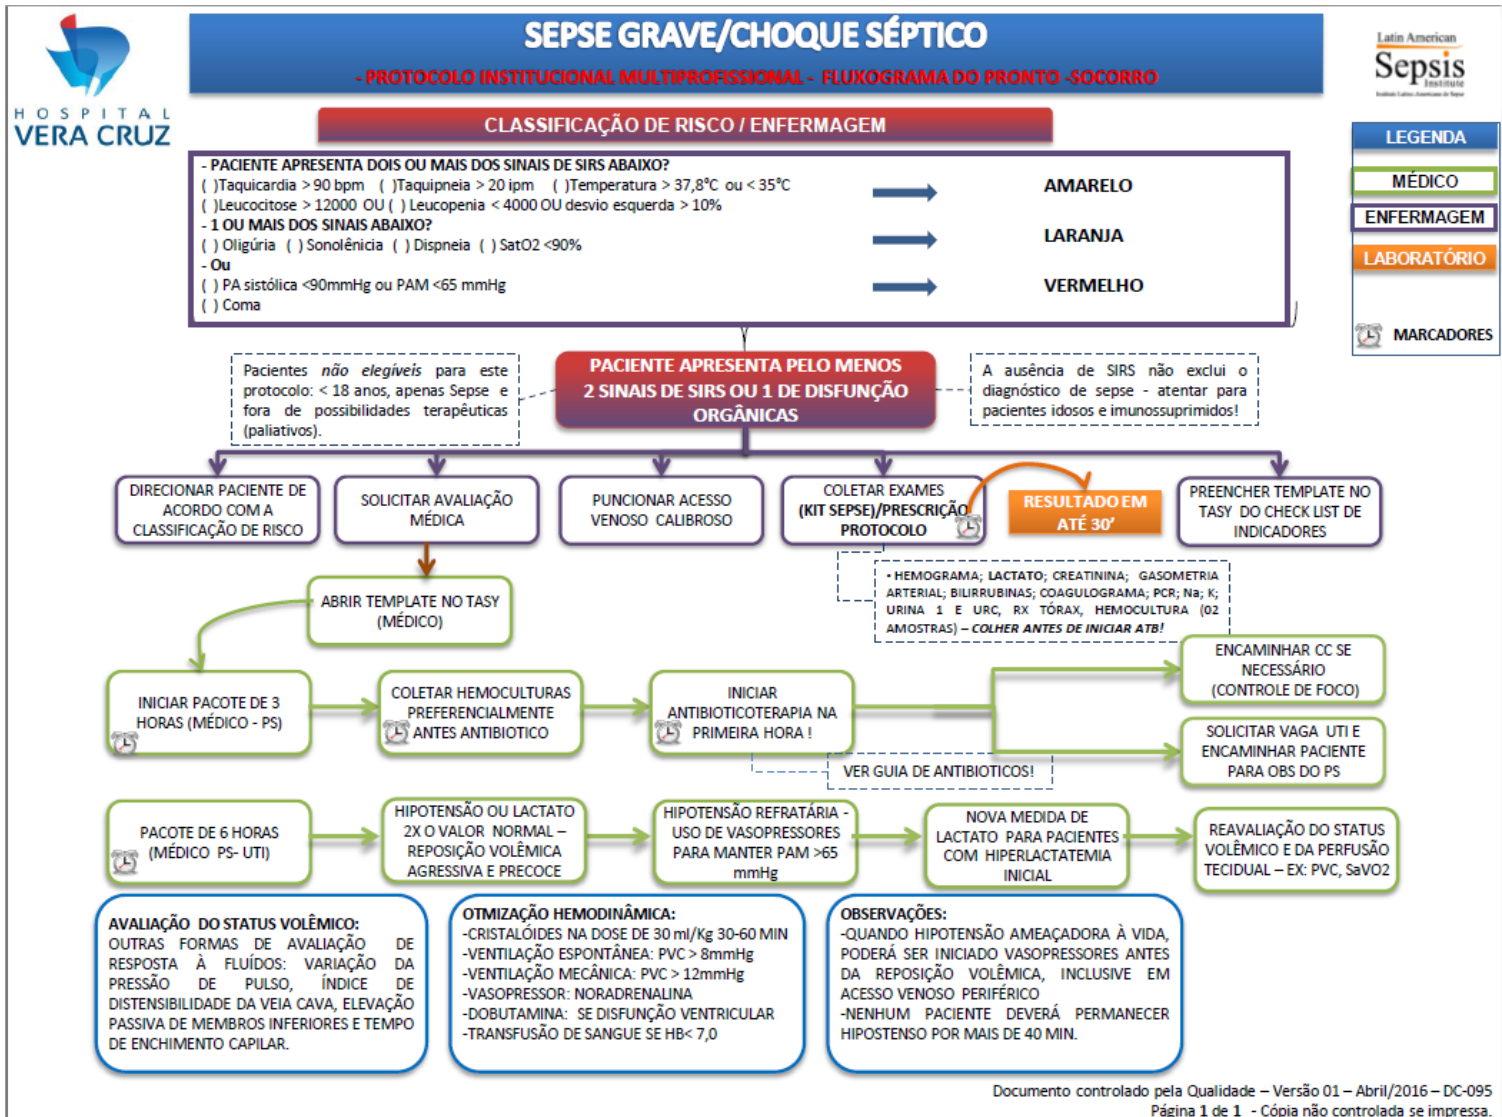 SEPSE GRAVE/CHOQUE SÉPTICO
- PROTOCOLO INSTITUCIONAL MULTIPROFISSIONAL - FLUXOGRAMA DO PRONTO -SOCORRO
HOSPITAL
VERA CRUZ
Latin American
Sepsis
Institute
Instituto Latino-Americano de Sepse
CLASSIFICAÇÃO DE RISCO / ENFERMAGEM
LEGENDA
MÉDICO
ENFERMAGEM
LABORATÓRIO
MARCADORES
- PACIENTE APRESENTA DOIS OU MAIS DOS SINAIS DE SIRS ABAIXO?
( )Taquicardia > 90 bpm ( )Taquipneia > 20 ipm ( )Temperatura > 37,8ºC ou < 35ºC
( )Leucocitose > 12000 OU ( ) Leucopenia < 4000 OU desvio esquerda > 10%
AMARELO
- 1 OU MAIS DOS SINAIS ABAIXO?
( ) Oligúria ( ) Sonolênicia ( ) Dispneia ( ) SatO2 <90%
LARANJA
- Ou
( ) PA sistólica <90mmHg ou PAM <65 mmHg
( ) Coma
VERMELHO
Pacientes não elegíveis para este
protocolo: < 18 anos, apenas Sepse e
fora de possibilidades terapêuticas
(paliativos).
PACIENTE APRESENTA PELO MENOS
2 SINAIS DE SIRS OU 1 DE DISFUNÇÃO
ORGÂNICAS
A ausência de SIRS não exclui o
diagnóstico de sepse - atentar para
pacientes idosos e imunossuprimidos!
DIRECIONAR PACIENTE DE
ACORDO COM A
CLASSIFICAÇÃO DE RISCO
SOLICITAR AVALIAÇÃO
MÉDICA
PUNCIONAR ACESSO
VENOSO CALIBROSO
COLETAR EXAMES
(KIT SEPSE)/PRESCRIÇÃO
PROTOCOLO
RESULTADO EM
ATÉ 30’
PREENCHER TEMPLATE NO
TASY DO CHECK LIST DE
INDICADORES
• HEMOGRAMA; LACTATO; CREATININA; GASOMETRIA
ARTERIAL; BILIRRUBINAS; COAGULOGRAMA; PCR; Na; K;
URINA 1 E URC, RX TÓRAX, HEMOCULTURA (02
AMOSTRAS) – COLHER ANTES DE INICIAR ATB!
ABRIR TEMPLATE NO TASY
(MÉDICO)
INICIAR PACOTE DE 3
HORAS (MÉDICO - PS)
COLETAR HEMOCULTURAS
PREFERENCIALMENTE
ANTES ANTIBIOTICO
INICIAR
ANTIBIOTICOTERAPIA NA
PRIMEIRA HORA !
ENCAMINHAR CC SE
NECESSÁRIO
(CONTROLE DE FOCO)
SOLICITAR VAGA UTI E
ENCAMINHAR PACIENTE
PARA OBS DO PS
VER GUIA DE ANTIBIOTICOS!
PACOTE DE 6 HORAS
(MÉDICO PS- UTI)
HIPOTENSÃO OU LACTATO
2X O VALOR NORMAL –
REPOSIÇÃO VOLÊMICA
AGRESSIVA E PRECOCE
HIPOTENSÃO REFRATÁRIA -
USO DE VASOPRESSORES
PARA MANTER PAM >65
mmHg
NOVA MEDIDA DE
LACTATO PARA PACIENTES
COM HIPERLACTATEMIA
INICIAL
REAVALIAÇÃO DO STATUS
VOLÊMICO E DA PERFUSÃO
TECIDUAL – EX: PVC, SaVO2
AVALIAÇÃO DO STATUS VOLÊMICO:
OUTRAS FORMAS DE AVALIAÇÃO DE
RESPOSTA À FLUÍDOS: VARIAÇÃO DA
PRESSÃO DE PULSO, ÍNDICE DE
DISTENSIBILIDADE DA VEIA CAVA, ELEVAÇÃO
PASSIVA DE MEMBROS INFERIORES E TEMPO
DE ENCHIMENTO CAPILAR.
OTMIZAÇÃO HEMODINÂMICA:
-CRISTALÓIDES NA DOSE DE 30 ml/Kg 30-60 MIN
-VENTILAÇÃO ESPONTÂNEA: PVC > 8mmHg
-VENTILAÇÃO MECÂNICA: PVC > 12mmHg
-VASOPRESSOR: NORADRENALINA
-DOBUTAMINA: SE DISFUNÇÃO VENTRICULAR
-TRANSFUSÃO DE SANGUE SE HB< 7,0
OBSERVAÇÕES:
-QUANDO HIPOTENSÃO AMEAÇADORA À VIDA,
PODERÁ SER INICIADO VASOPRESSORES ANTES
DA REPOSIÇÃO VOLÊMICA, INCLUSIVE EM
ACESSO VENOSO PERIFÉRICO
-NENHUM PACIENTE DEVERÁ PERMANECER
HIPOSTENSO POR MAIS DE 40 MIN.
Documento controlado pela Qualidade – Versão 01 – Abril/2016 – DC-095
Página 1 de 1 - Cópia não controlada se impressa.